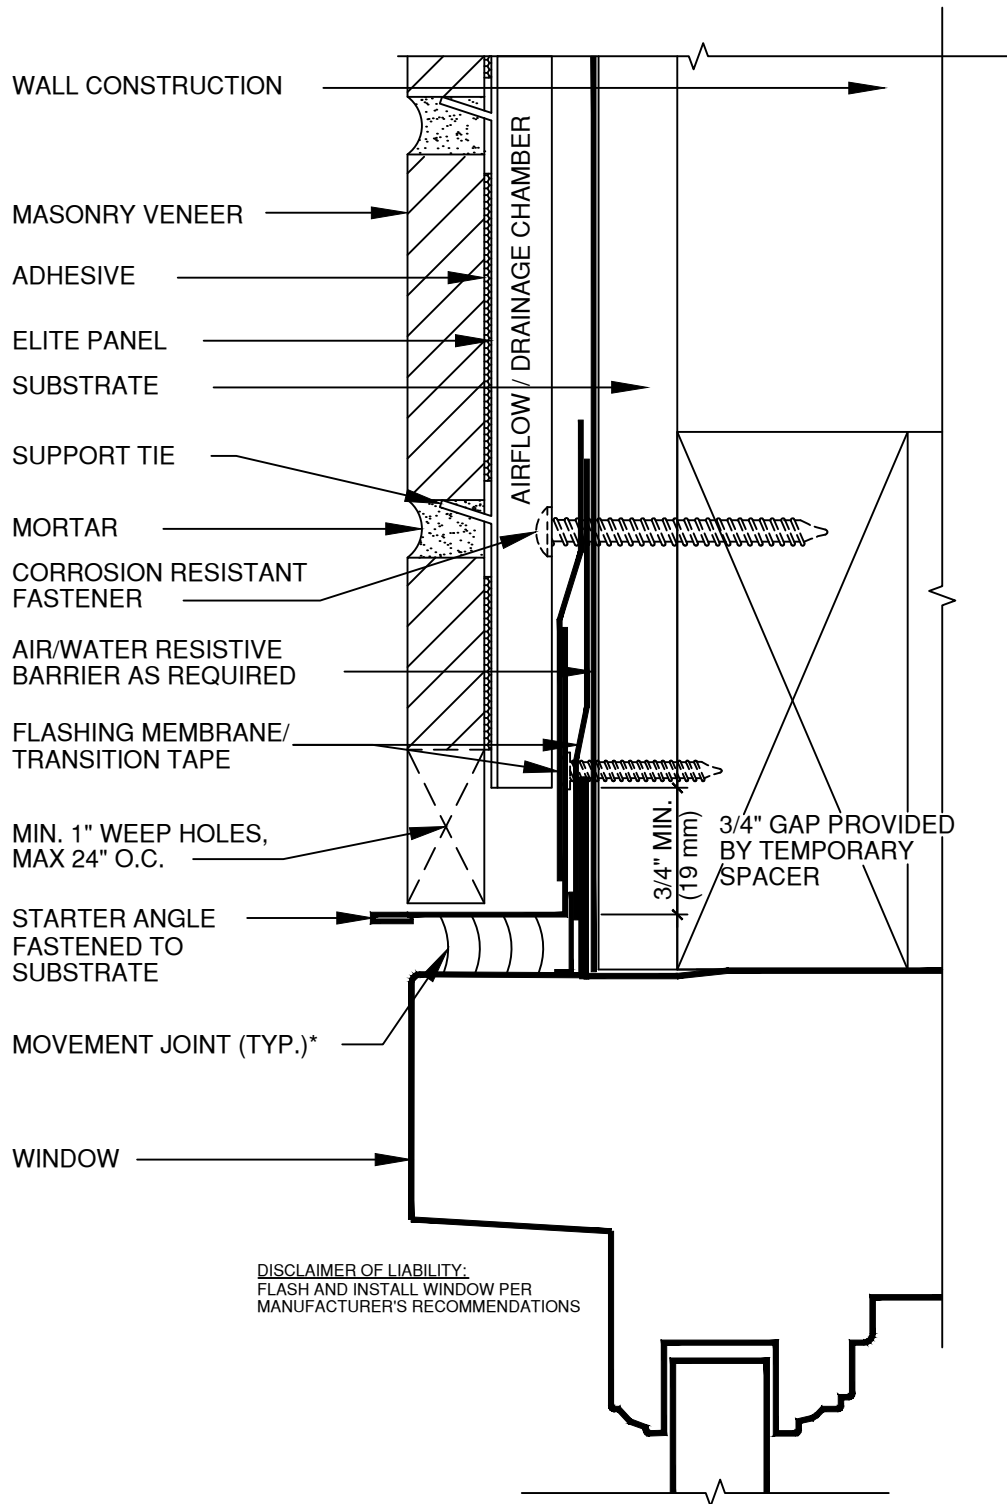 WALL CONSTRUCTION
MASONRY VENEER
ADHESIVE
ELITE PANEL
SUBSTRATE
SUPPORT TIE
MORTAR
CORROSION RESISTANT
FASTENER
AIR/WATER RESISTIVE
BARRIER AS REQUIRED
FLASHING MEMBRANE/
TRANSITION TAPE
MIN. 1" WEEP HOLES,
MAX 24" O.C.
STARTER ANGLE
FASTENED TO
SUBSTRATE
MOVEMENT JOINT (TYP.)*
WINDOW
AIRFLOW / DRAINAGE CHAMBER
3/4" MIN.
(19 mm)
3/4" GAP PROVIDED
BY TEMPORARY
SPACER
DISCLAIMER OF LIABILITY:
FLASH AND INSTALL WINDOW PER
MANUFACTURER'S RECOMMENDATIONS